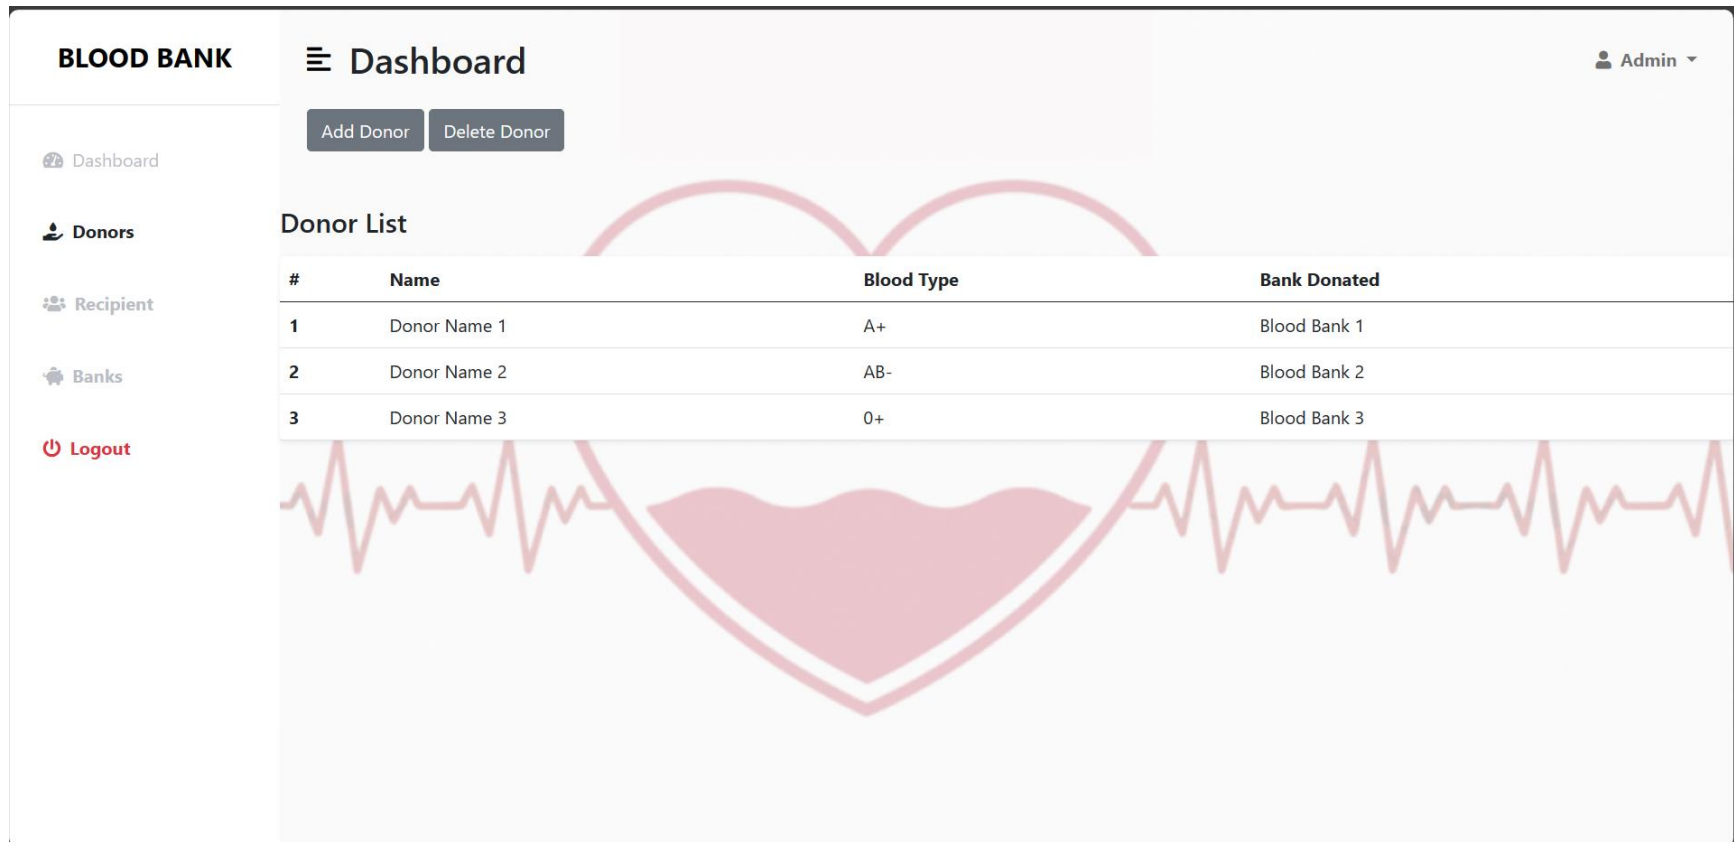 BLOOD BANK
Dashboard
Admin
Add Donor Delete Donor
Dashboard
Donors
Recipient
Banks
Logout
Donor List
# Name Blood Type Bank Donated
1 Donor Name 1 A+ Blood Bank 1
2 Donor Name 2 AB- Blood Bank 2
3 Donor Name 3 0+ Blood Bank 3